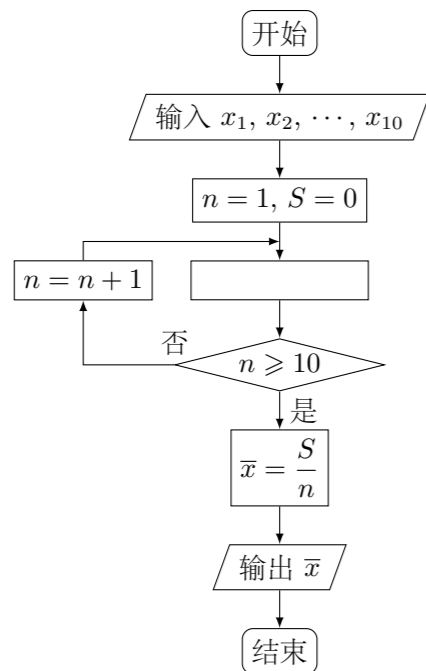 开始
输入 x₁, x₂, ⋯, x₁₀
n = 1, S = 0
n = n + 1
n ⩾ 10
否
是
x̅ = S/n
输出 x̅
结束